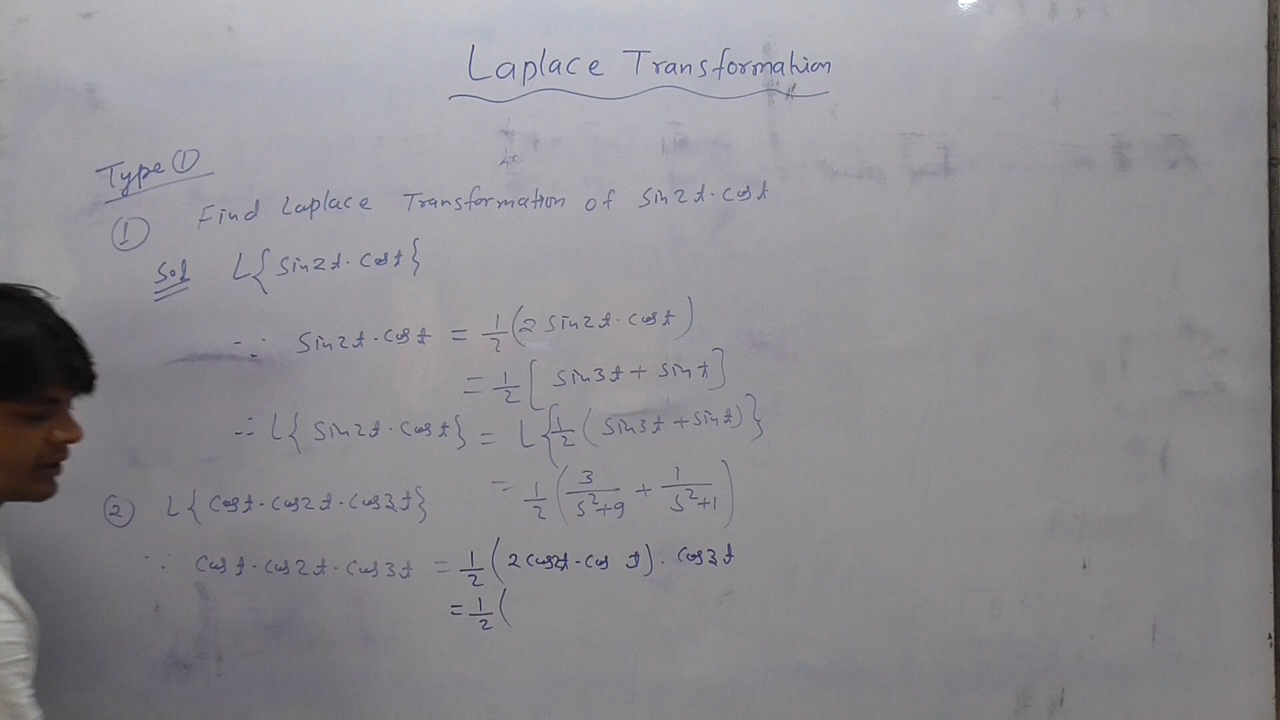 Laplace Transformation
Type ①
① Find Laplace Transformation of sin2t·cost
Sol L{sin2t·cost}
∵ sin2t·cost = 1/2(2 sin2t·cost)
= 1/2[sin3t + sint]
∴ L{sin2t·cost} = L{1/2(sin3t + sint)}
= 1/2(3/(s²+9) + 1/(s²+1))
② L{cost·cos2t·cos3t}
∵ cost·cos2t·cos3t = 1/2(2cos2t·cos t)·cos3t
= 1/2(